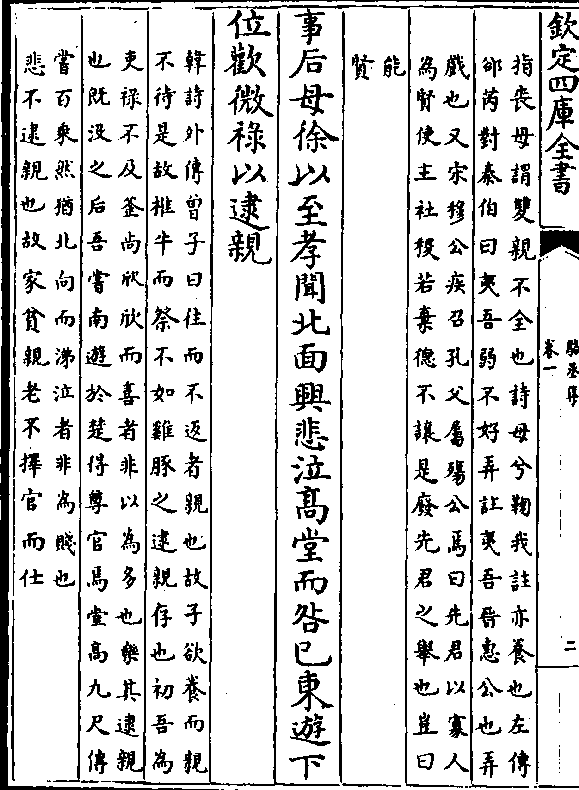 欽定四庫全書
駱丞集
卷一
二
指喪母謂雙親不全也詩母兮鞠我註亦養也左傳
郤芮對秦伯曰夷吾弱不好弄註夷吾晉惠公也弄
戲也又宋穆公疾召孔父屬殤公焉曰先君以寡人
為賢使主社稷若棄德不讓是廢先君之舉也豈曰
能
賢
事后母徐以至孝聞北面興悲泣髙堂而咎已東遊下
位歡微祿以逮親
韓詩外傳曾子曰往而不返者親也故子欲養而親
不待是故椎牛而祭不如雞豚之逮親存也初吾為
吏祿不及釜尚欣欣而喜者非以為多也樂其逮親
也既没之后吾嘗南遊於楚得尊官焉堂高九尺傳
嘗百乘然猶北向而涕泣者非為賤也
悲不逮親也故家貧親老不擇官而仕